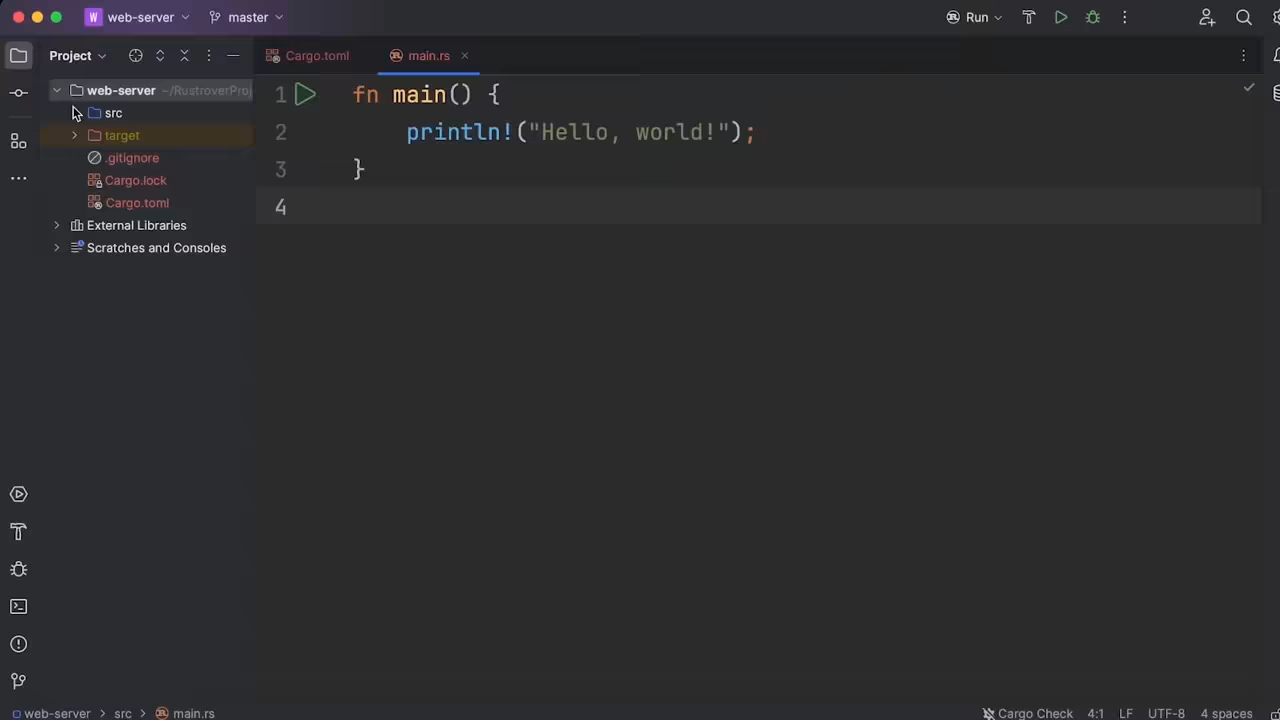 W web-server master Run
Project
Cargo.toml main.rs
web-server ~/RustroverProj
src
target
.gitignore
Cargo.lock
Cargo.toml
External Libraries
Scratches and Consoles
1 fn main() {
2 println!("Hello, world!");
3 }
4
web-server > src > main.rs
Cargo Check 4:1 LF UTF-8 4 spaces